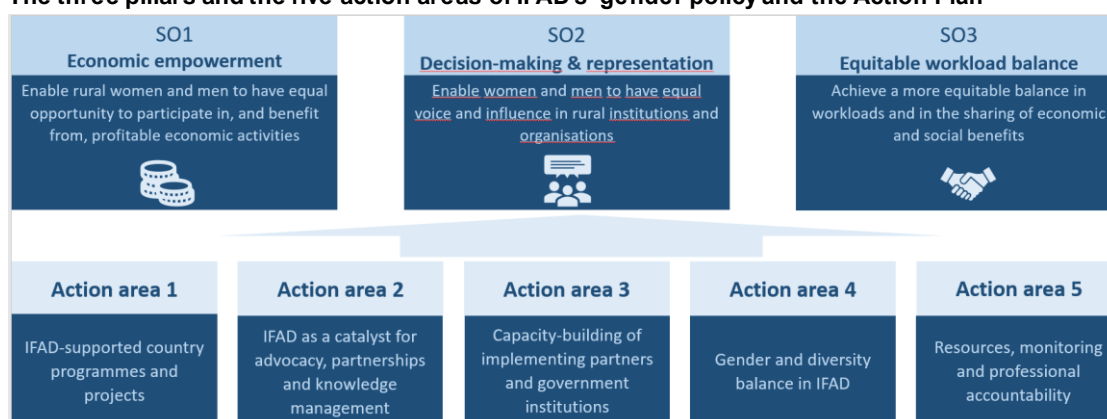 The three pillars and the five action areas of IFAD's gender policy and the Action Plan
SO1
Economic empowerment
Enable rural women and men to have equal
opportunity to participate in, and benefit
from, profitable economic activities
SO2
Decision-making & representation
Enable women and men to have equal
voice and influence in rural institutions and
organisations
SO3
Equitable workload balance
Achieve a more equitable balance in
workloads and in the sharing of economic
and social benefits
Action area 1
IFAD-supported country
programmes and
projects
Action area 2
IFAD as a catalyst for
advocacy, partnerships
and knowledge
management
Action area 3
Capacity-building of
implementing partners
and government
institutions
Action area 4
Gender and diversity
balance in IFAD
Action area 5
Resources, monitoring
and professional
accountability